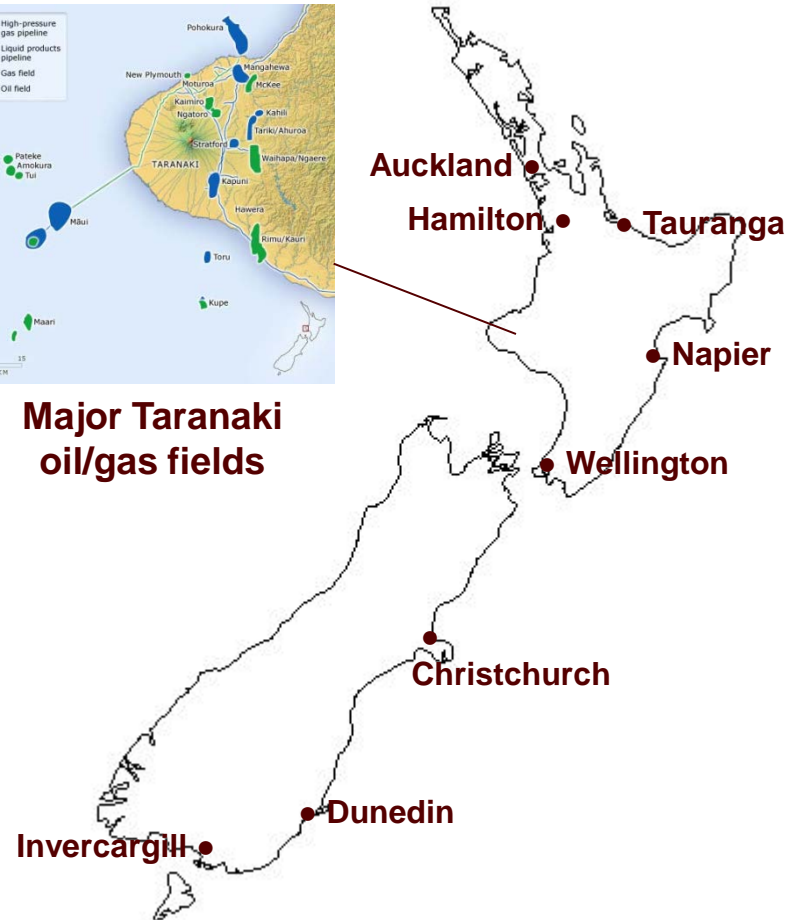 High-pressure
gas pipeline
Liquid products
pipeline
Gas field
Oil field
Pohokura
New Plymouth
Mangahewa
Moturoa
McKee
Kaimiro
Ngatoro
Kahili
Tariki/Ahuroa
Stratford
Waihapa/Ngaere
TARANAKI
Kapuni
Pateke
Amokura
Tui
Māui
Hawera
Rimu/Kauri
Toru
Kupe
Maari
15
Major Taranaki
oil/gas fields
Auckland
Hamilton
Tauranga
Napier
Wellington
Christchurch
Dunedin
Invercargill